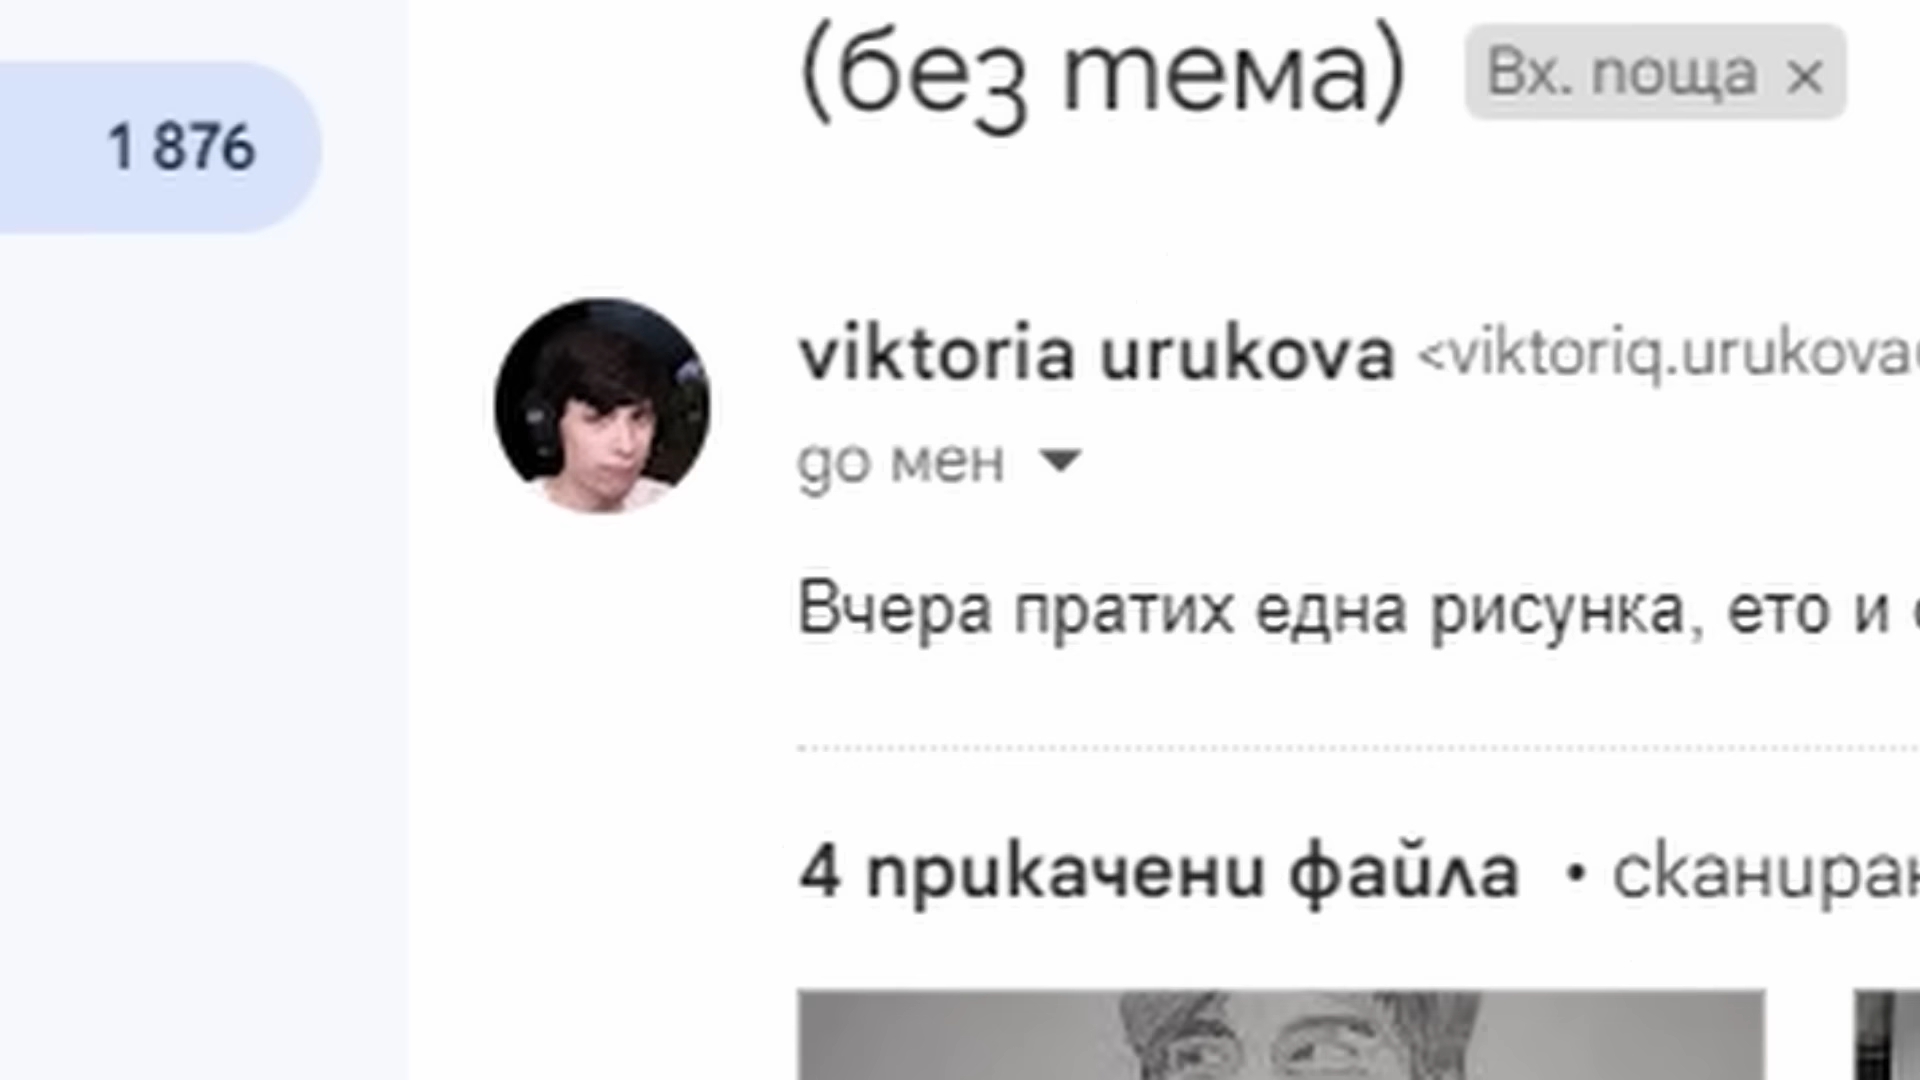 (без тема) Вх. поща ×
1 876
viktoria urukova <viktoriq.urukova
до мен
Вчера пратих една рисунка, ето и
4 прикачени файла • сканиран